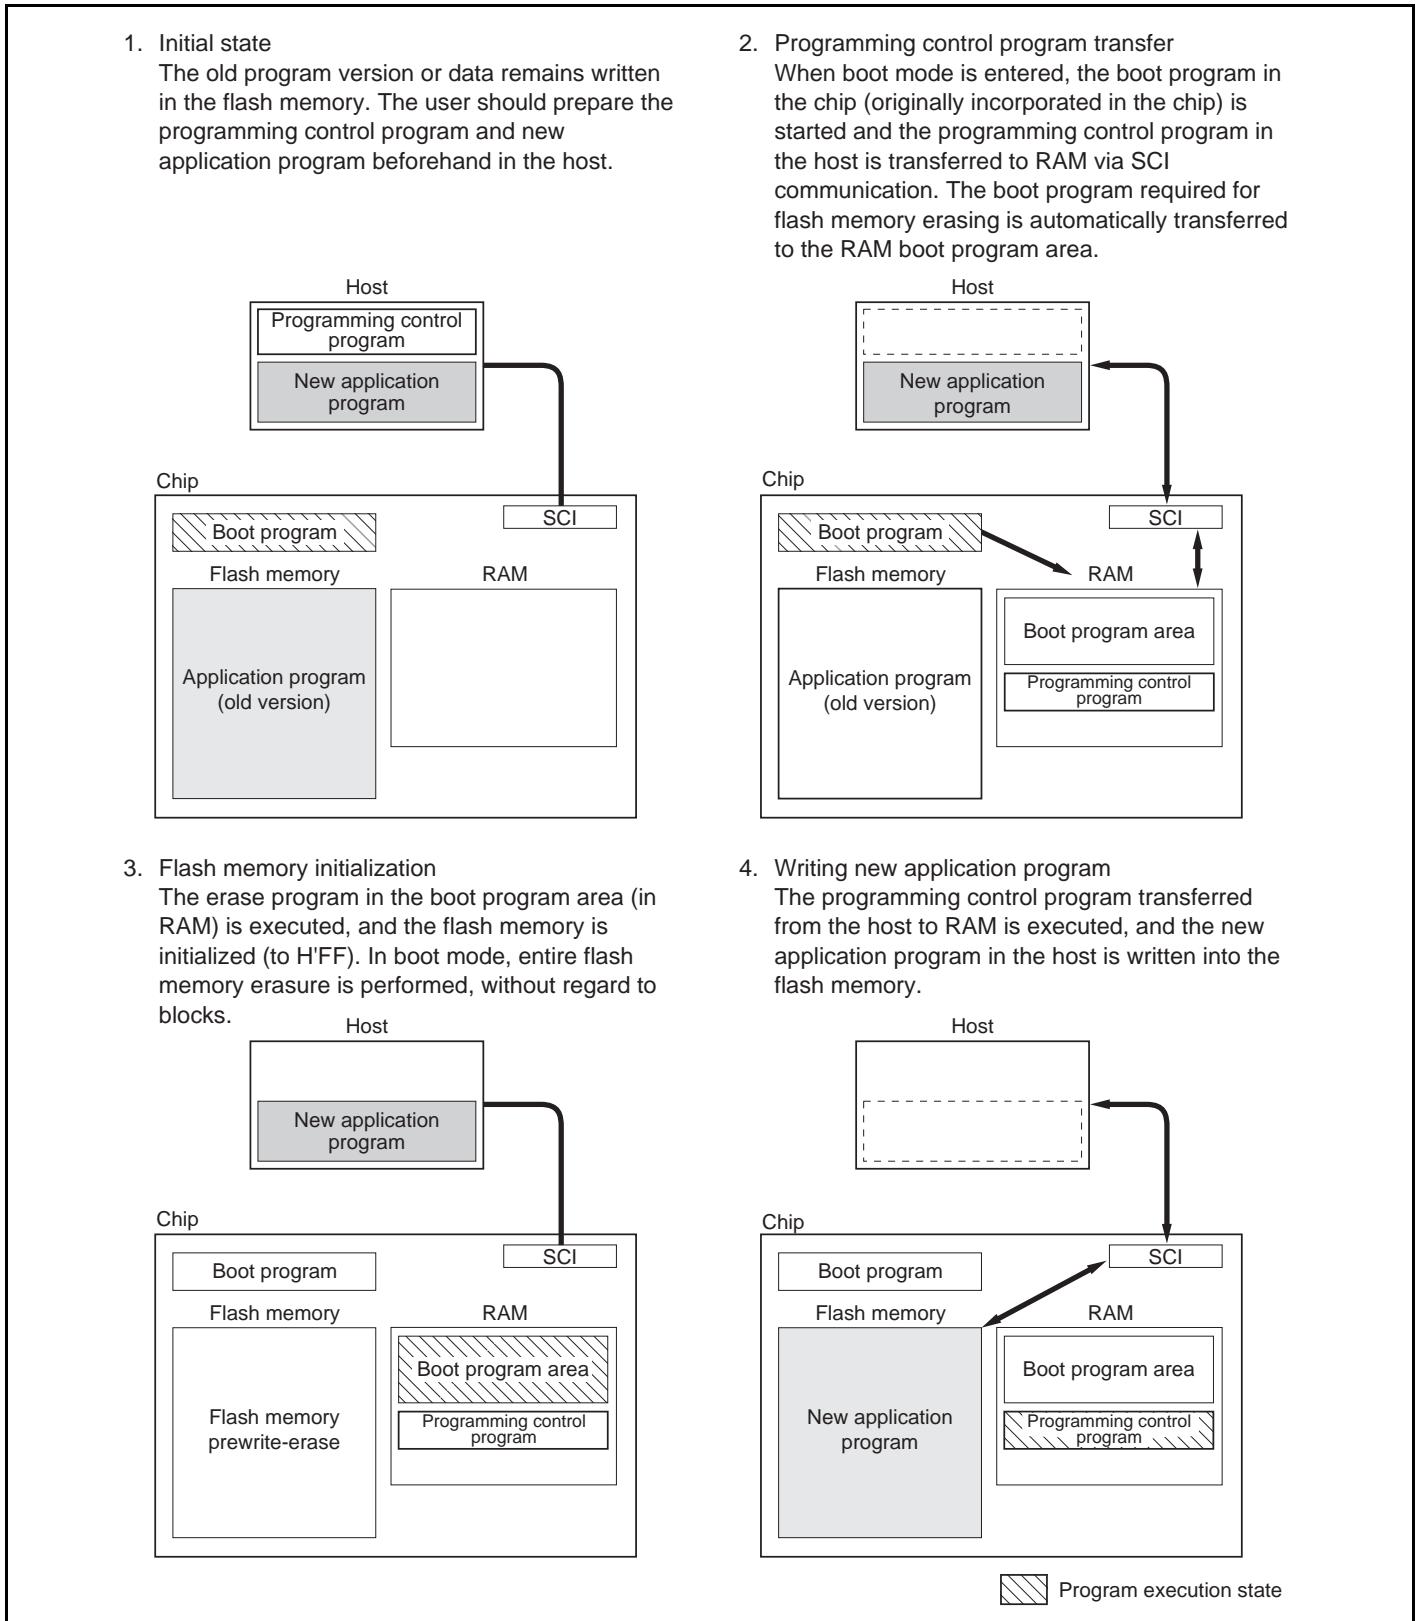 1. Initial state
The old program version or data remains written
in the flash memory. The user should prepare the
programming control program and new
application program beforehand in the host.
Host
Programming control
program
New application
program
Chip
SCI
Boot program
Flash memory
RAM
Application program
(old version)
2. Programming control program transfer
When boot mode is entered, the boot program in
the chip (originally incorporated in the chip) is
started and the programming control program in
the host is transferred to RAM via SCI
communication. The boot program required for
flash memory erasing is automatically transferred
to the RAM boot program area.
Host
New application
program
Chip
SCI
Boot program
Flash memory
RAM
Boot program area
Application program
(old version)
Programming control
program
3. Flash memory initialization
The erase program in the boot program area (in
RAM) is executed, and the flash memory is
initialized (to H'FF). In boot mode, entire flash
memory erasure is performed, without regard to
blocks.
Host
New application
program
Chip
SCI
Boot program
Flash memory
RAM
Boot program area
Flash memory
prewrite-erase
Programming control
program
4. Writing new application program
The programming control program transferred
from the host to RAM is executed, and the new
application program in the host is written into the
flash memory.
Host
Chip
SCI
Boot program
Flash memory
RAM
Boot program area
New application
program
Programming control
program
Program execution state